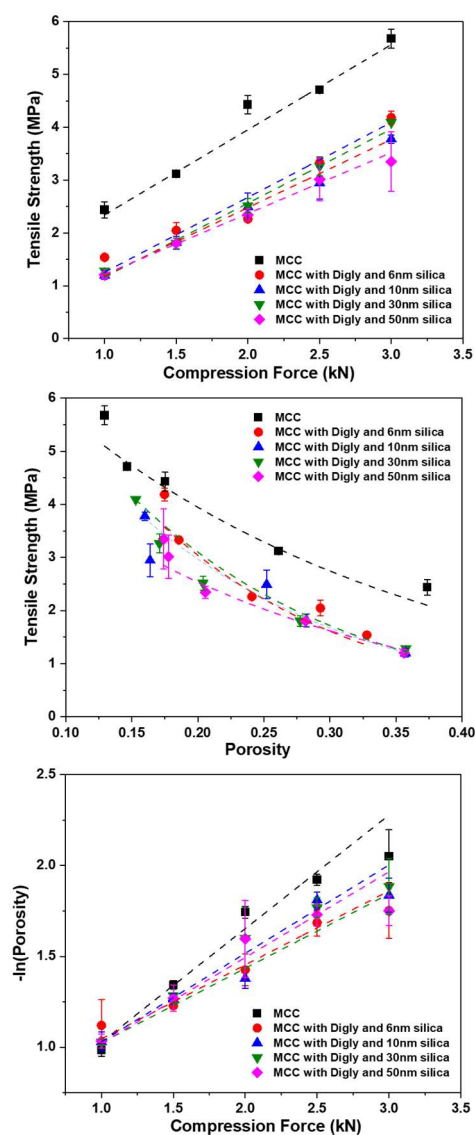 6
5
4
3
2
1
0
Tensile Strength (MPa)
MCC
MCC with Digly and 6nm silica
MCC with Digly and 10nm silica
MCC with Digly and 30nm silica
MCC with Digly and 50nm silica
1.0 1.5 2.0 2.5 3.0 3.5
Compression Force (kN)
6
5
4
3
2
1
0
Tensile Strength (MPa)
MCC
MCC with Digly and 6nm silica
MCC with Digly and 10nm silica
MCC with Digly and 30nm silica
MCC with Digly and 50nm silica
0.10 0.15 0.20 0.25 0.30 0.35 0.40
Porosity
2.5
2.0
1.5
1.0
-ln(Porosity)
MCC
MCC with Digly and 6nm silica
MCC with Digly and 10nm silica
MCC with Digly and 30nm silica
MCC with Digly and 50nm silica
1.0 1.5 2.0 2.5 3.0 3.5
Compression Force (kN)